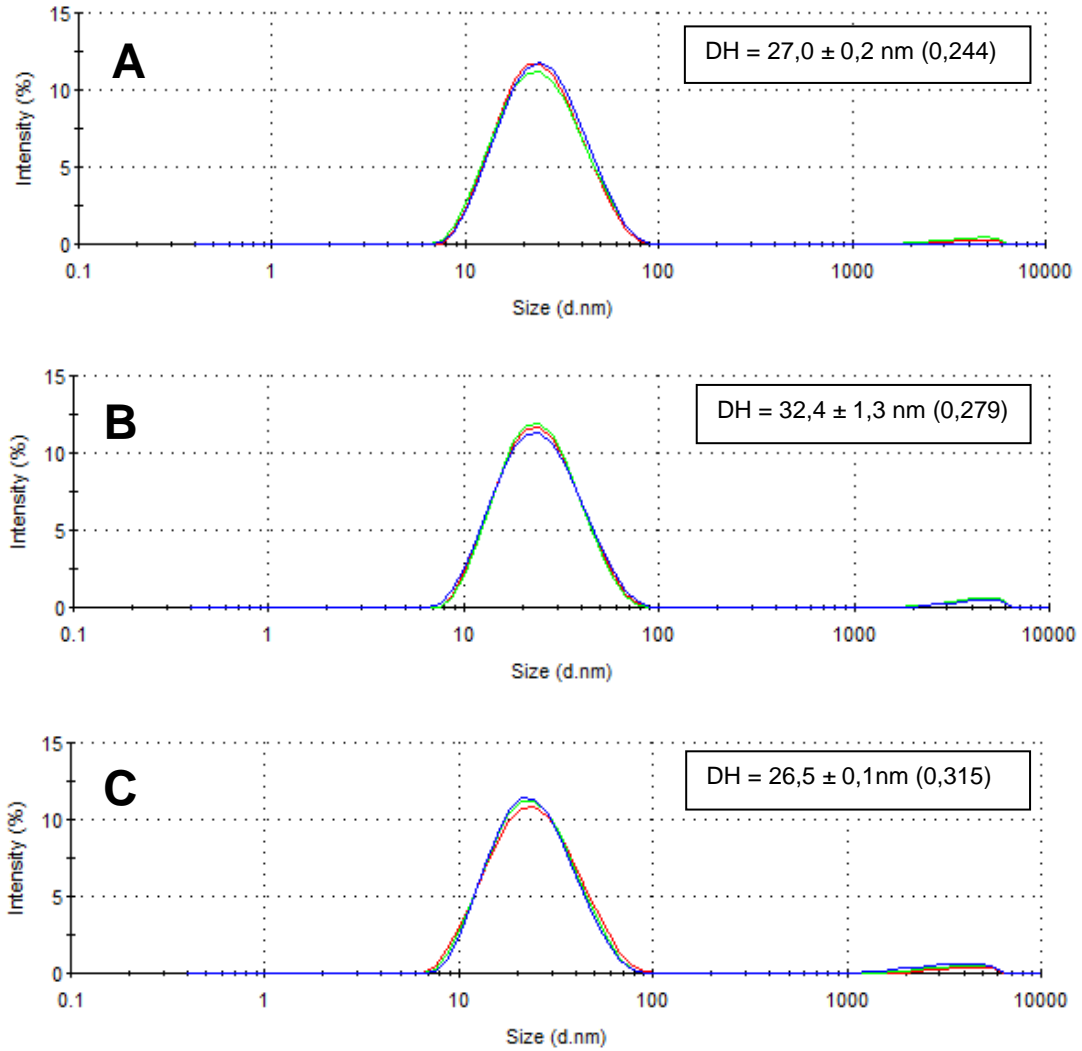 15
A
DH = 27,0 ± 0,2 nm (0,244)
10
Intensity (%)
5
0
0.1 1 10 100 1000 10000
Size (d.nm)
15
B
DH = 32,4 ± 1,3 nm (0,279)
10
Intensity (%)
5
0
0.1 1 10 100 1000 10000
Size (d.nm)
15
C
DH = 26,5 ± 0,1nm (0,315)
10
Intensity (%)
5
0
0.1 1 10 100 1000 10000
Size (d.nm)